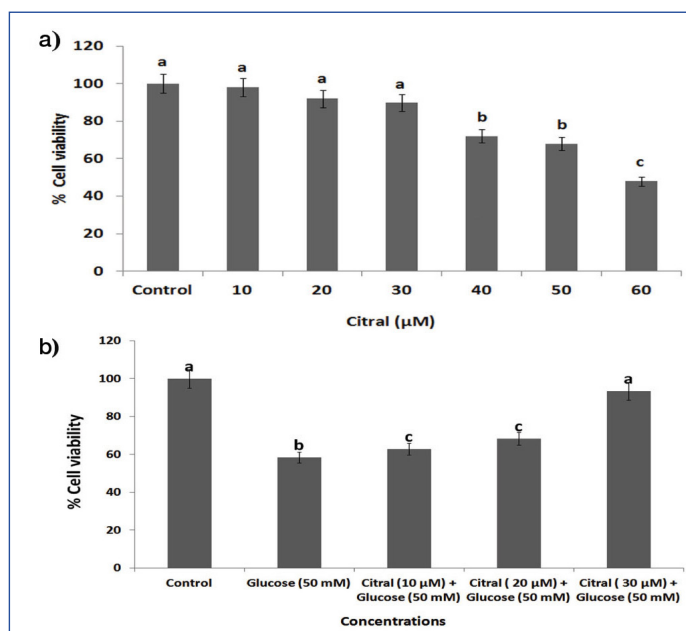 a)
120
100
80
60
40
20
0
% Cell viability
a
a
a
a
b
b
c
Control 10 20 30 40 50 60
Citral (µM)
b)
120
100
80
60
40
20
0
% Cell viability
a
b
c
c
a
Control Glucose (50 mM) Citral (10 µM) + Citral ( 20 µM) + Citral ( 30 µM) +
Glucose (50 mM) Glucose (50 mM) Glucose (50 mM)
Concentrations